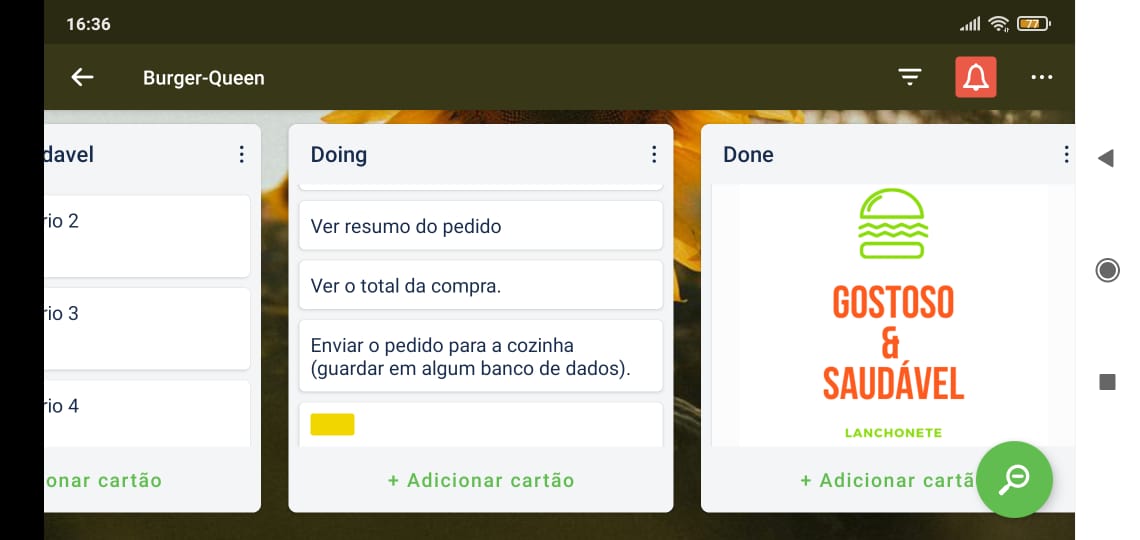 16:36
77
Burger-Queen
davel
rio 2
rio 3
rio 4
onar cartão
Doing
Ver resumo do pedido
Ver o total da compra.
Enviar o pedido para a cozinha
(guardar em algum banco de dados).
+ Adicionar cartão
Done
GOSTOSO
&
SAUDÁVEL
LANCHONETE
+ Adicionar cartã